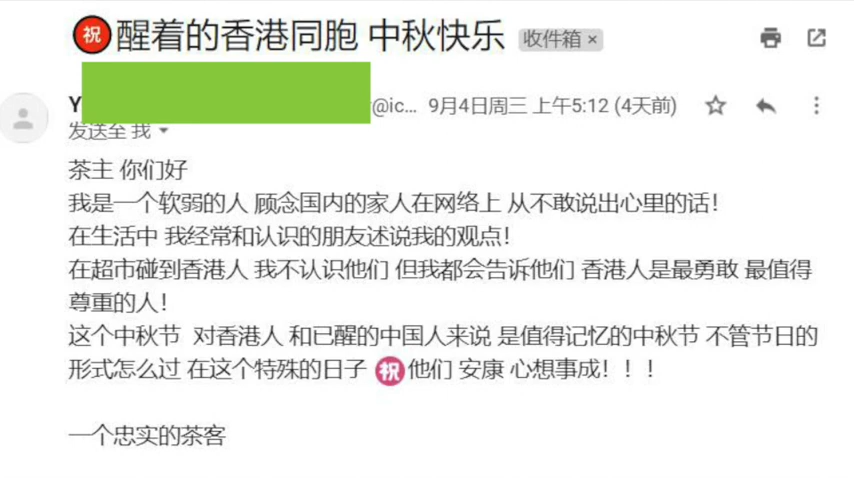 ㊗醒着的香港同胞 中秋快乐 收件箱 ×
Y @ic... 9月4日周三 上午5:12 (4天前)
发送至 我
茶主 你们好
我是一个软弱的人 顾念国内的家人在网络上 从不敢说出心里的话！
在生活中 我经常和认识的朋友述说我的观点！
在超市碰到香港人 我不认识他们 但我都会告诉他们 香港人是最勇敢 最值得
尊重的人！
这个中秋节 对香港人 和已醒的中国人来说 是值得记忆的中秋节 不管节日的
形式怎么过 在这个特殊的日子 ㊗他们 安康 心想事成！！！
一个忠实的茶客